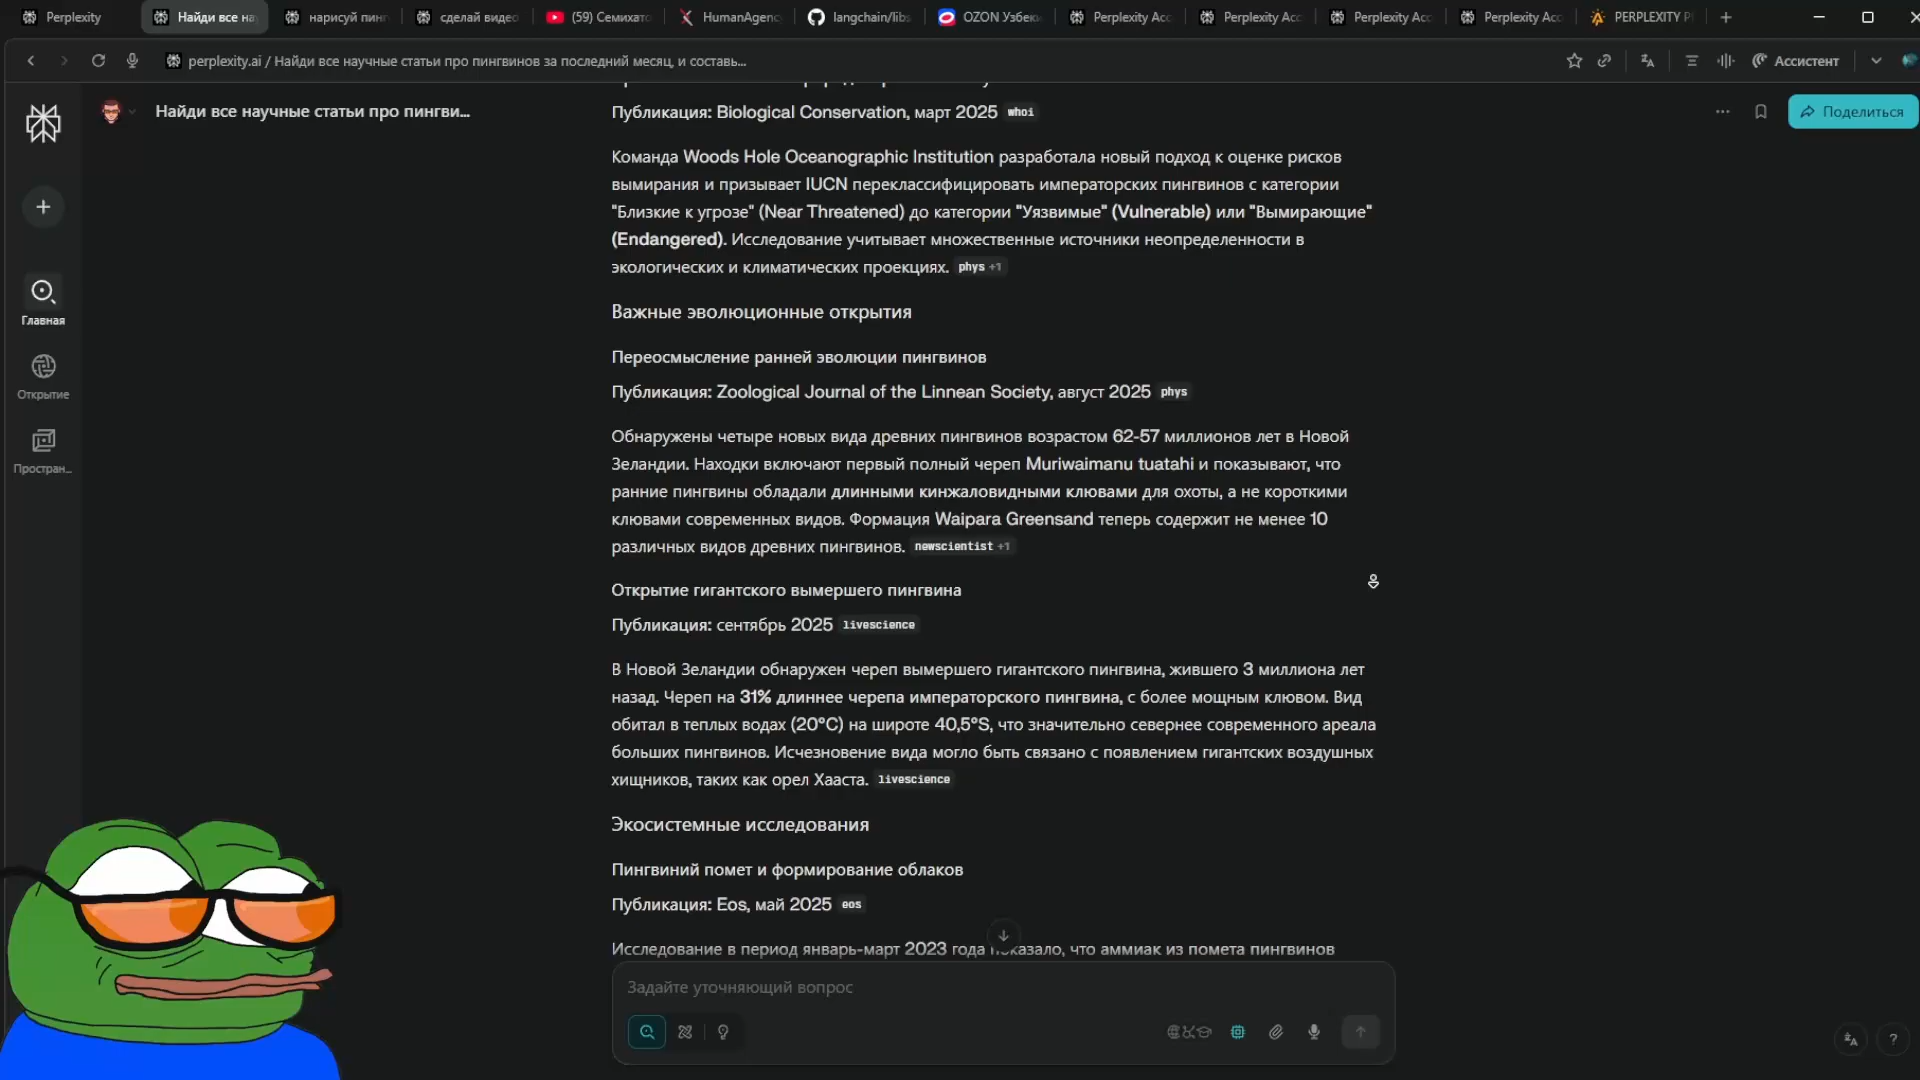 Perplexity
Найди все на
нарисуй пинг
сделай видео
(59) Семихато
HumanAgenc
langchain/libs
OZON Узбеки
Perplexity Acc
Perplexity Acc
Perplexity Acc
Perplexity Acc
PERPLEXITY P
perplexity.ai / Найди все научные статьи про пингвинов за последний месяц, и составь...
Ассистент
Найди все научные статьи про пингви...
Поделиться
Главная
Открытие
Простран...
Публикация: Biological Conservation, март 2025 whoi
Команда Woods Hole Oceanographic Institution разработала новый подход к оценке рисков
вымирания и призывает IUCN переклассифицировать императорских пингвинов с категории
"Близкие к угрозе" (Near Threatened) до категории "Уязвимые" (Vulnerable) или "Вымирающие"
(Endangered). Исследование учитывает множественные источники неопределенности в
экологических и климатических проекциях. phys +1
Важные эволюционные открытия
Переосмысление ранней эволюции пингвинов
Публикация: Zoological Journal of the Linnean Society, август 2025 phys
Обнаружены четыре новых вида древних пингвинов возрастом 62-57 миллионов лет в Новой
Зеландии. Находки включают первый полный череп Muriwaimanu tuatahi и показывают, что
ранние пингвины обладали длинными кинжаловидными клювами для охоты, а не короткими
клювами современных видов. Формация Waipara Greensand теперь содержит не менее 10
различных видов древних пингвинов. newscientist +1
Открытие гигантского вымершего пингвина
Публикация: сентябрь 2025 livescience
В Новой Зеландии обнаружен череп вымершего гигантского пингвина, жившего 3 миллиона лет
назад. Череп на 31% длиннее черепа императорского пингвина, с более мощным клювом. Вид
обитал в теплых водах (20°C) на широте 40,5°S, что значительно севернее современного ареала
больших пингвинов. Исчезновение вида могло быть связано с появлением гигантских воздушных
хищников, таких как орел Хааста. livescience
Экосистемные исследования
Пингвиний помет и формирование облаков
Публикация: Eos, май 2025 eos
Исследование в период январь-март 2023 года показало, что аммиак из помета пингвинов
Задайте уточняющий вопрос